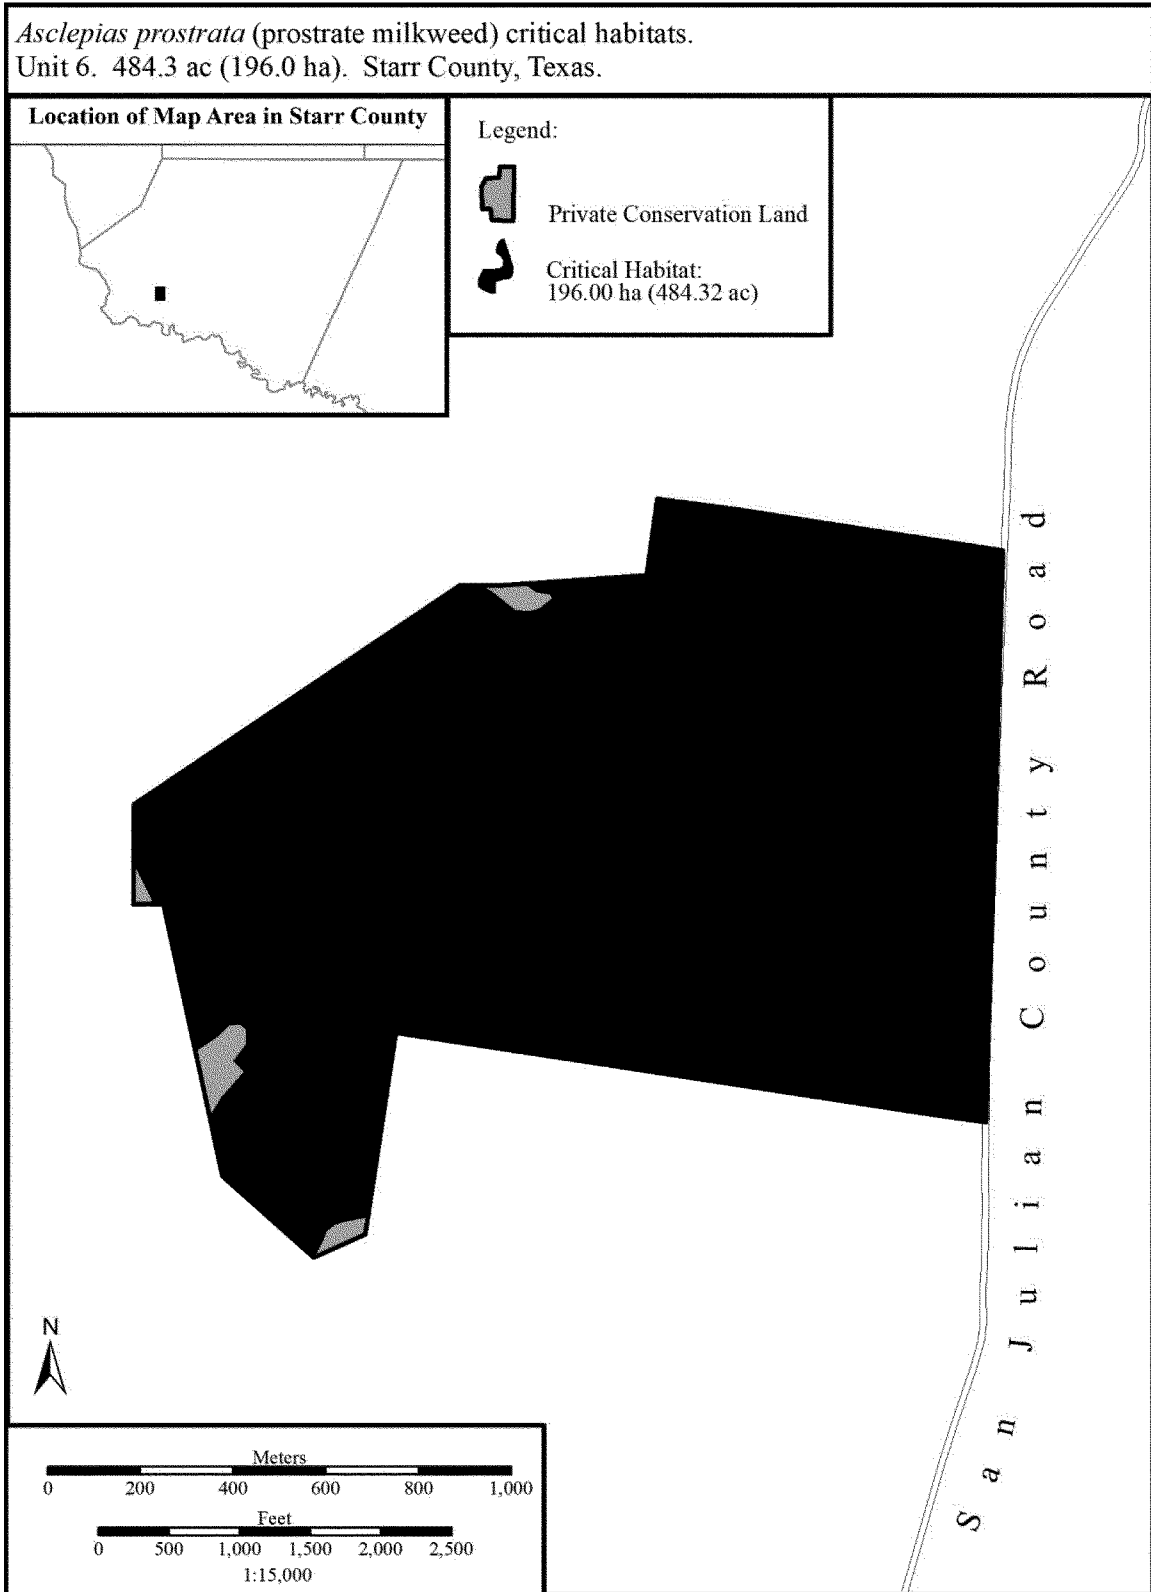 Asclepias prostrata (prostrate milkweed) critical habitats.
Unit 6.  484.3 ac (196.0 ha).  Starr County, Texas.
Location of Map Area in Starr County
Legend:
Private Conservation Land
Critical Habitat:
196.00 ha (484.32 ac)
San Julian County Road
N
Meters
0 200 400 600 800 1,000
Feet
0 500 1,000 1,500 2,000 2,500
1:15,000